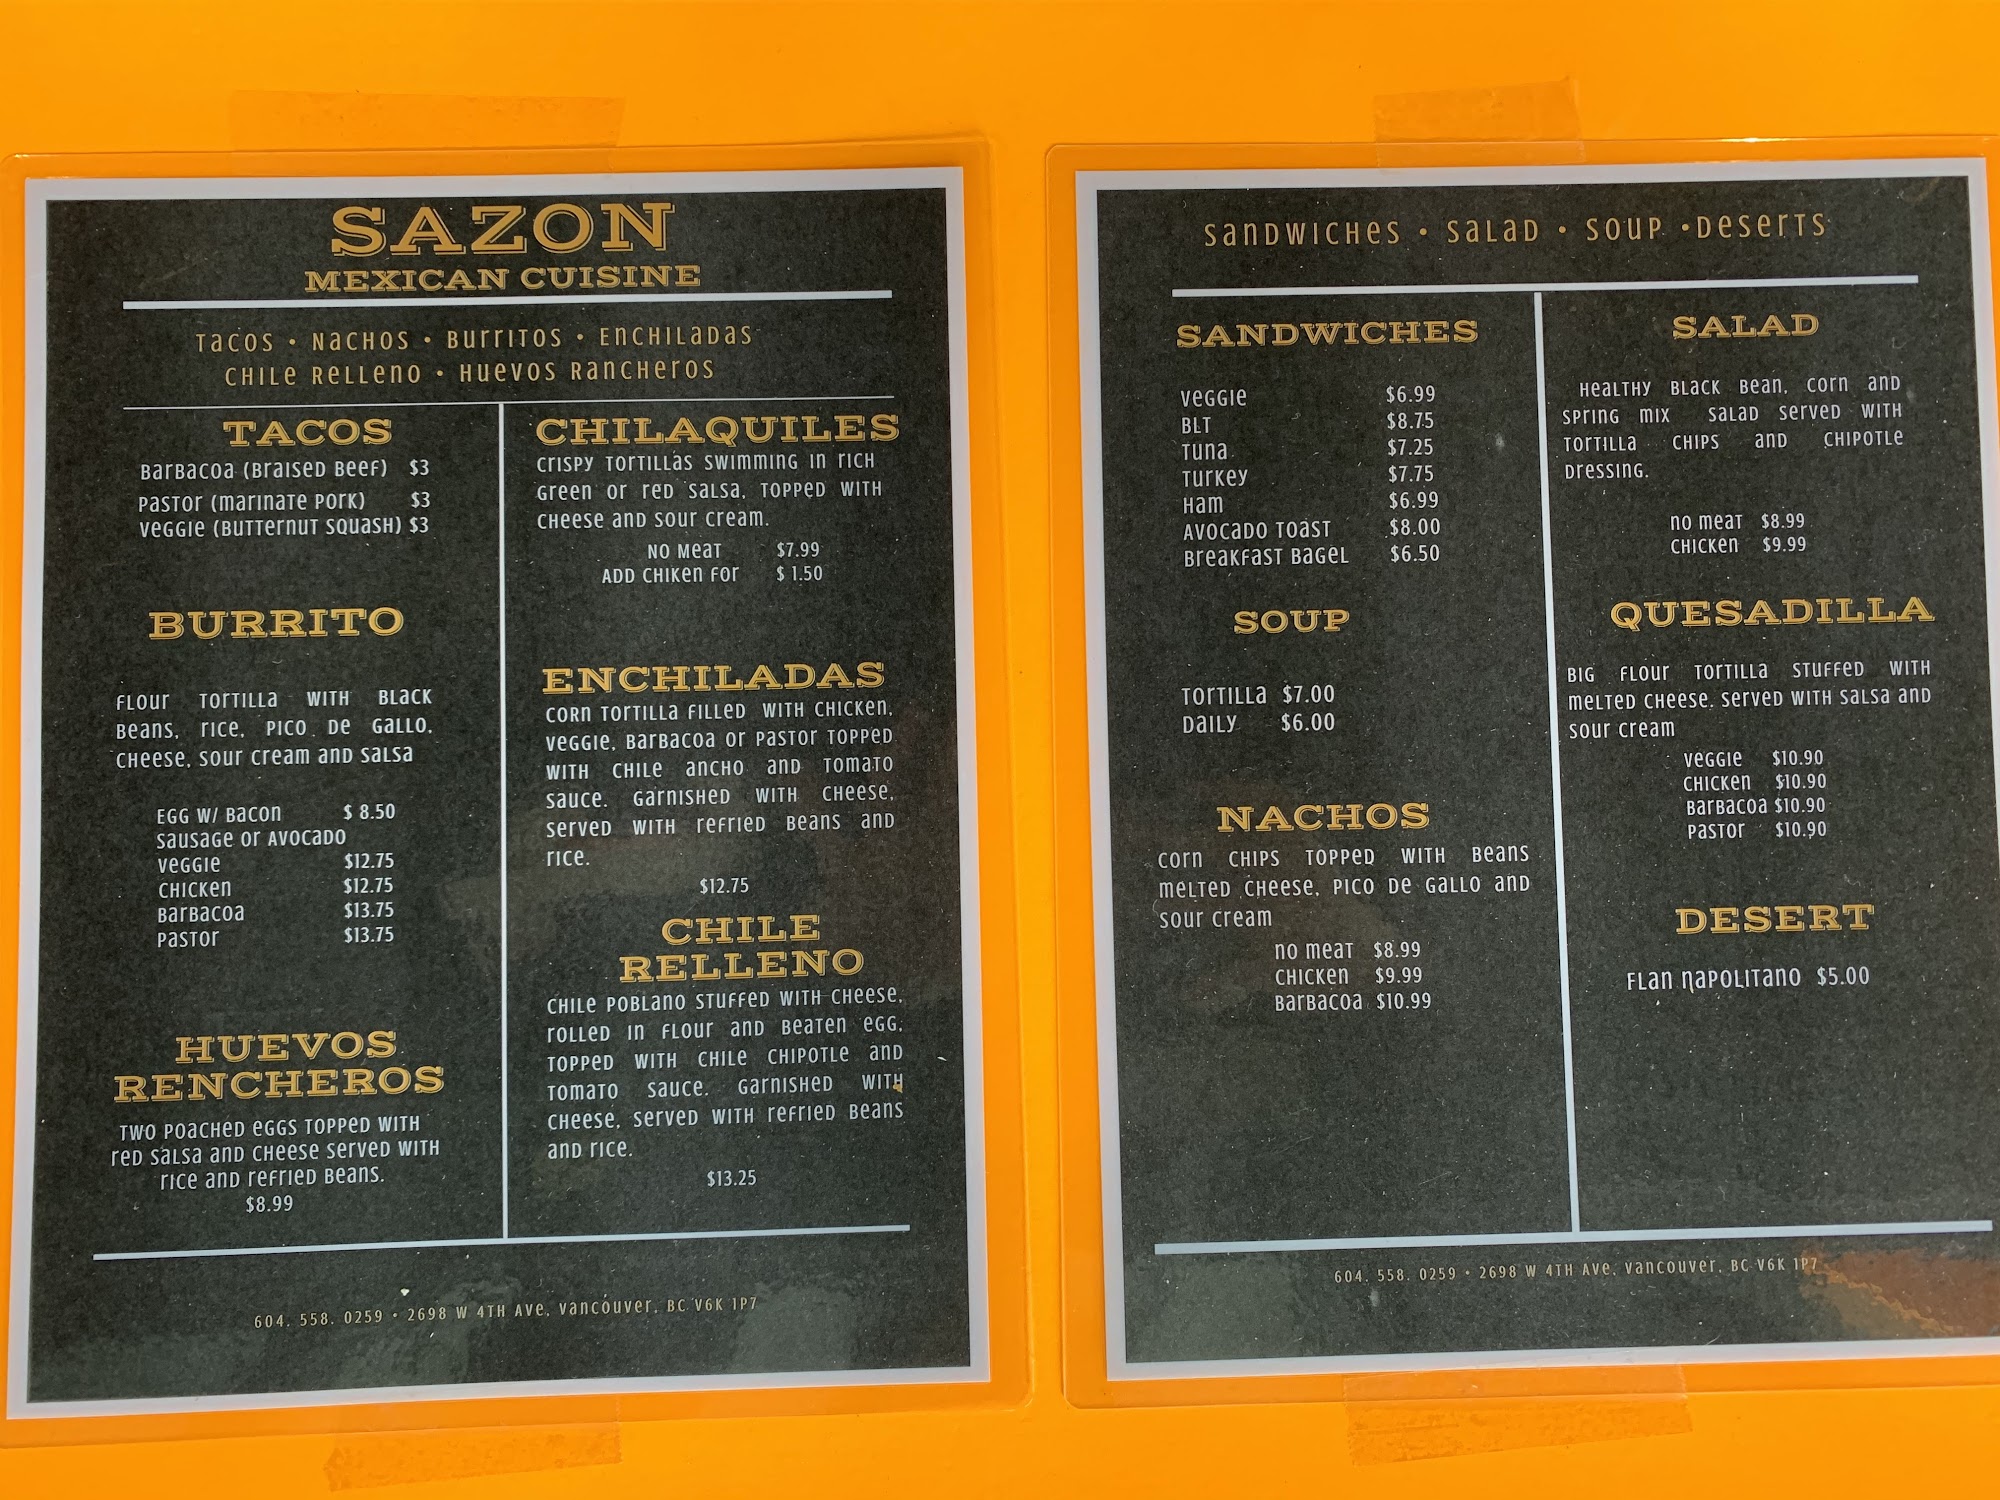 SAZON
MEXICAN CUISINE
TACOS • NACHOS • BURRITOS • ENCHILADAS
CHILE RELLENO • HUEVOS RANCHEROS
TACOS
BARBACOA (BRAISED BEEF) $3
PASTOR (MARINATE PORK) $3
VEGGIE (BUTTERNUT SQUASH) $3
BURRITO
FLOUR TORTILLA WITH BLACK
BEANS, RICE, PICO DE GALLO,
CHEESE, SOUR CREAM AND SALSA
EGG W/ BACON $ 8.50
SAUSAGE OR AVOCADO
VEGGIE $12.75
CHICKEN $12.75
BARBACOA $13.75
PASTOR $13.75
HUEVOS
RENCHEROS
TWO POACHED EGGS TOPPED WITH
RED SALSA AND CHEESE SERVED WITH
RICE AND REFRIED BEANS.
$8.99
CHILAQUILES
CRISPY TORTILLAS SWIMMING IN RICH
GREEN OR RED SALSA, TOPPED WITH
CHEESE AND SOUR CREAM.
NO MEAT $7.99
ADD CHIKEN FOR $ 1.50
ENCHILADAS
CORN TORTILLA FILLED WITH CHICKEN,
VEGGIE, BARBACOA OR PASTOR TOPPED
WITH CHILE ANCHO AND TOMATO
SAUCE. GARNISHED WITH CHEESE,
SERVED WITH REFRIED BEANS AND
RICE.
$12.75
CHILE
RELLENO
CHILE POBLANO STUFFED WITH CHEESE,
ROLLED IN FLOUR AND BEATEN EGG,
TOPPED WITH CHILE CHIPOTLE AND
TOMATO SAUCE. GARNISHED WITH
CHEESE, SERVED WITH REFRIED BEANS
AND RICE.
$13.25
604. 558. 0259 • 2698 W 4TH AVE, VANCOUVER, BC V6K 1P7
SANDWICHES • SALAD • SOUP •DESERTS
SANDWICHES
VEGGIE $6.99
BLT $8.75
TUNA $7.25
TURKEY $7.75
HAM $6.99
AVOCADO TOAST $8.00
BREAKFAST BAGEL $6.50
SOUP
TORTILLA $7.00
DAILY $6.00
NACHOS
CORN CHIPS TOPPED WITH BEANS
MELTED CHEESE, PICO DE GALLO AND
SOUR CREAM
NO MEAT $8.99
CHICKEN $9.99
BARBACOA $10.99
SALAD
HEALTHY BLACK BEAN, CORN AND
SPRING MIX SALAD SERVED WITH
TORTILLA CHIPS AND CHIPOTLE
DRESSING.
NO MEAT $8.99
CHICKEN $9.99
QUESADILLA
BIG FLOUR TORTILLA STUFFED WITH
MELTED CHEESE. SERVED WITH SALSA AND
SOUR CREAM
VEGGIE $10.90
CHICKEN $10.90
BARBACOA $10.90
PASTOR $10.90
DESERT
FLAN NAPOLITANO $5.00
604. 558. 0259 • 2698 W 4TH AVE, VANCOUVER, BC V6K 1P7